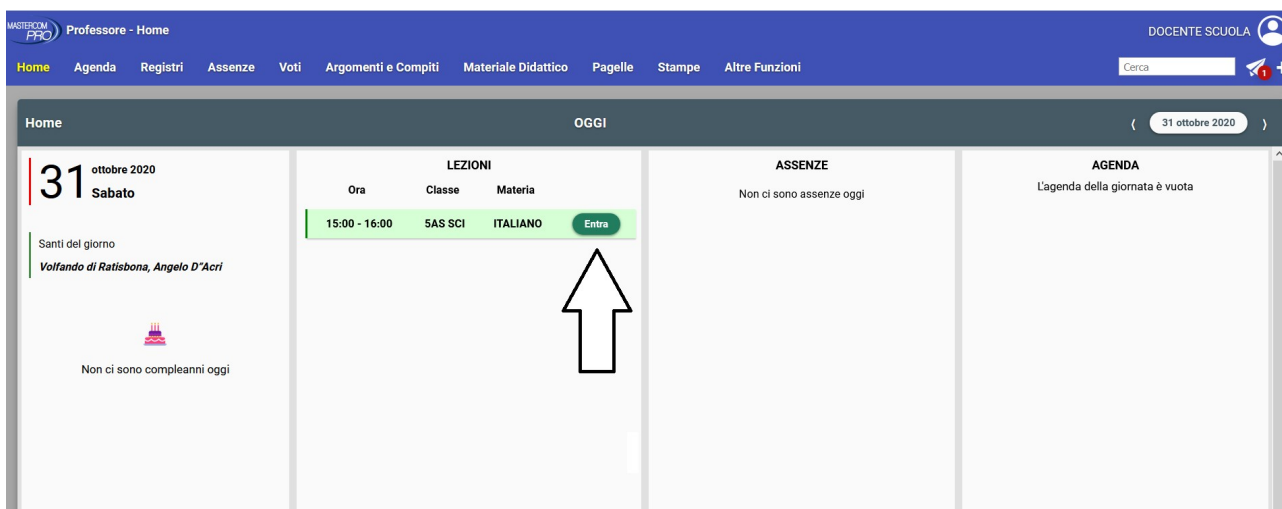 MASTERCOM PRO Professore - Home DOCENTE SCUOLA
Home Agenda Registri Assenze Voti Argomenti e Compiti Materiale Didattico Pagelle Stampe Altre Funzioni Cerca 1
Home OGGI 31 ottobre 2020
31 ottobre 2020
Sabato
Santi del giorno
Volfando di Ratisbona, Angelo D"Acri
Non ci sono compleanni oggi
LEZIONI
Ora Classe Materia
15:00 - 16:00 5AS SCI ITALIANO Entra
ASSENZE
Non ci sono assenze oggi
AGENDA
L'agenda della giornata è vuota